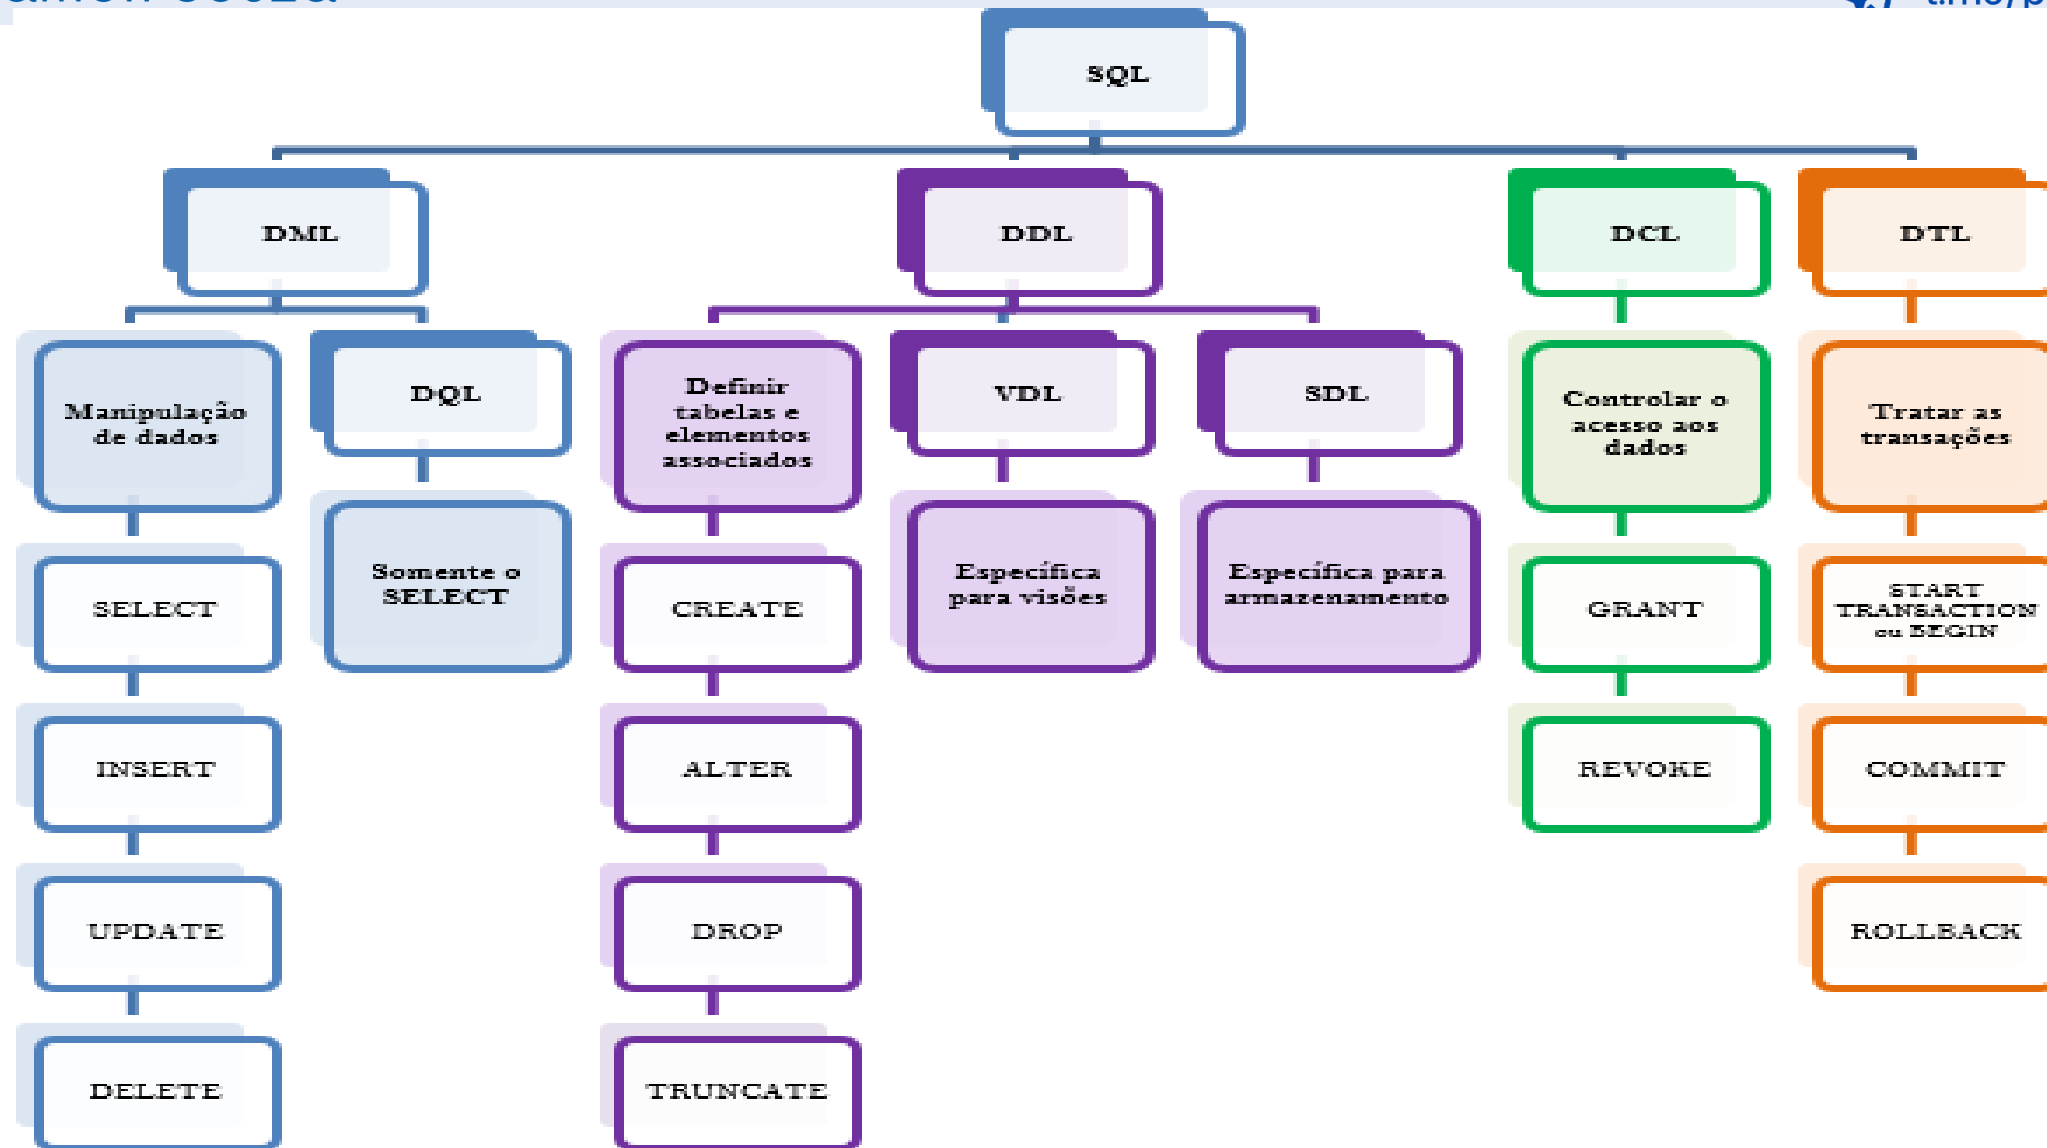 SQL
DML
DDL
DCL
DTL
Manipulação
de dados
DQL
Definir
tabelas e
elementos
associados
VDL
SDL
Controlar o
acesso aos
dados
Tratar as
transações
SELECT
Somente o
SELECT
CREATE
Específica
para visões
Específica para
armazenamento
GRANT
START
TRANSACTION
ou BEGIN
INSERT
ALTER
REVOKE
COMMIT
UPDATE
DROP
ROLLBACK
DELETE
TRUNCATE